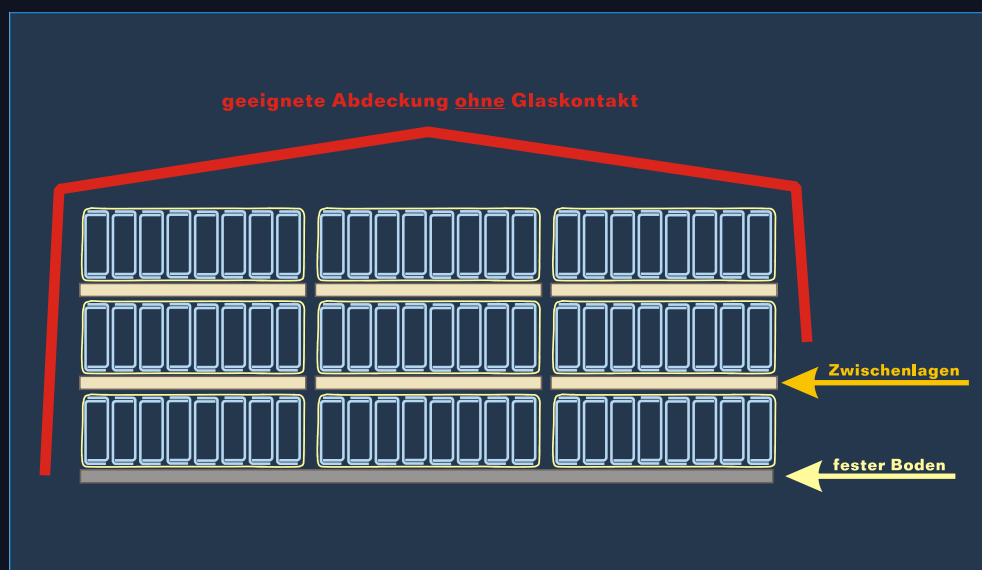 geeignete Abdeckung ohne Glaskontakt
Zwischenlagen
fester Boden